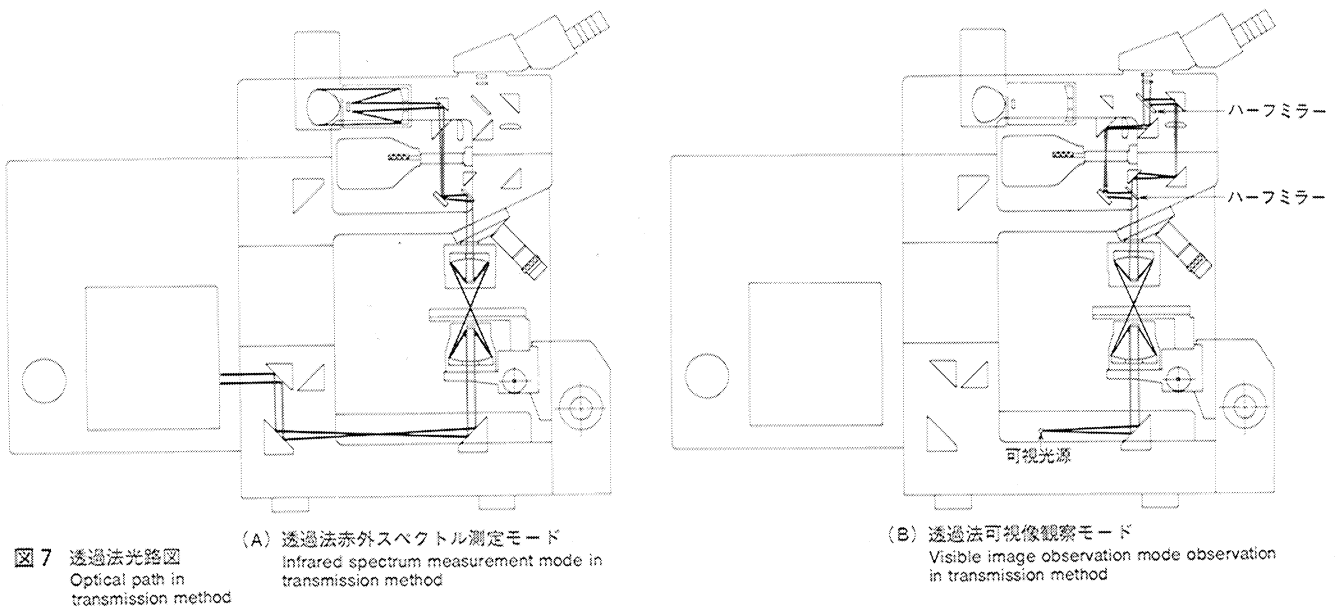 ハーフミラー
ハーフミラー
可視光源
(A) 透過法赤外スペクトル測定モード
Infrared spectrum measurement mode in
transmission method
(B) 透過法可視像観察モード
Visible image observation mode observation
in transmission method
図7 透過法光路図
Optical path in
transmission method